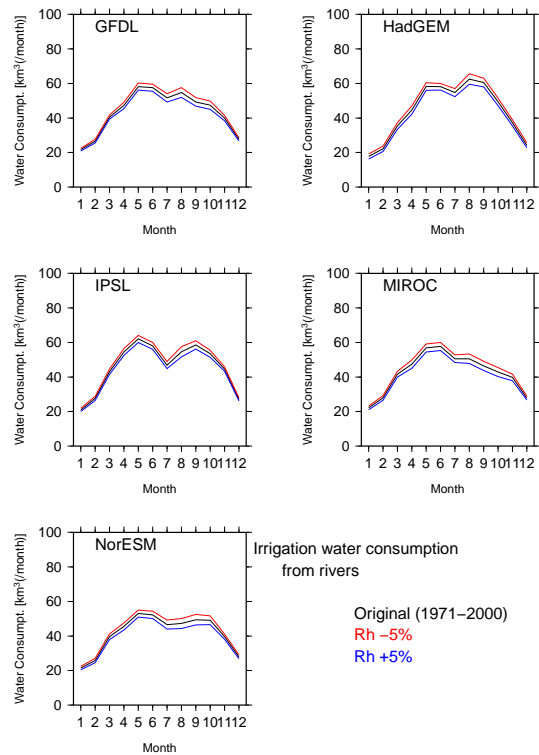 GFDL
Water Consumpt. [km³(/month)]
100
80
60
40
20
0
1 2 3 4 5 6 7 8 9 10 11 12
Month
HadGEM
Water Consumpt. [km³(/month)]
100
80
60
40
20
0
1 2 3 4 5 6 7 8 9 10 11 12
Month
IPSL
Water Consumpt. [km³(/month)]
100
80
60
40
20
0
1 2 3 4 5 6 7 8 9 10 11 12
Month
MIROC
Water Consumpt. [km³(/month)]
100
80
60
40
20
0
1 2 3 4 5 6 7 8 9 10 11 12
Month
NorESM
Water Consumpt. [km³(/month)]
100
80
60
40
20
0
1 2 3 4 5 6 7 8 9 10 11 12
Month
Irrigation water consumption
from rivers
Original (1971−2000)
Rh −5%
Rh +5%